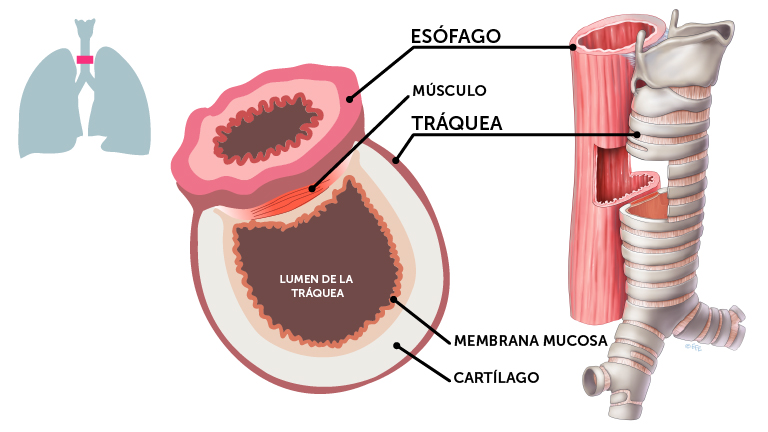 ESÓFAGO
MÚSCULO
TRÁQUEA
LUMEN DE LA
TRÁQUEA
MEMBRANA MUCOSA
CARTÍLAGO